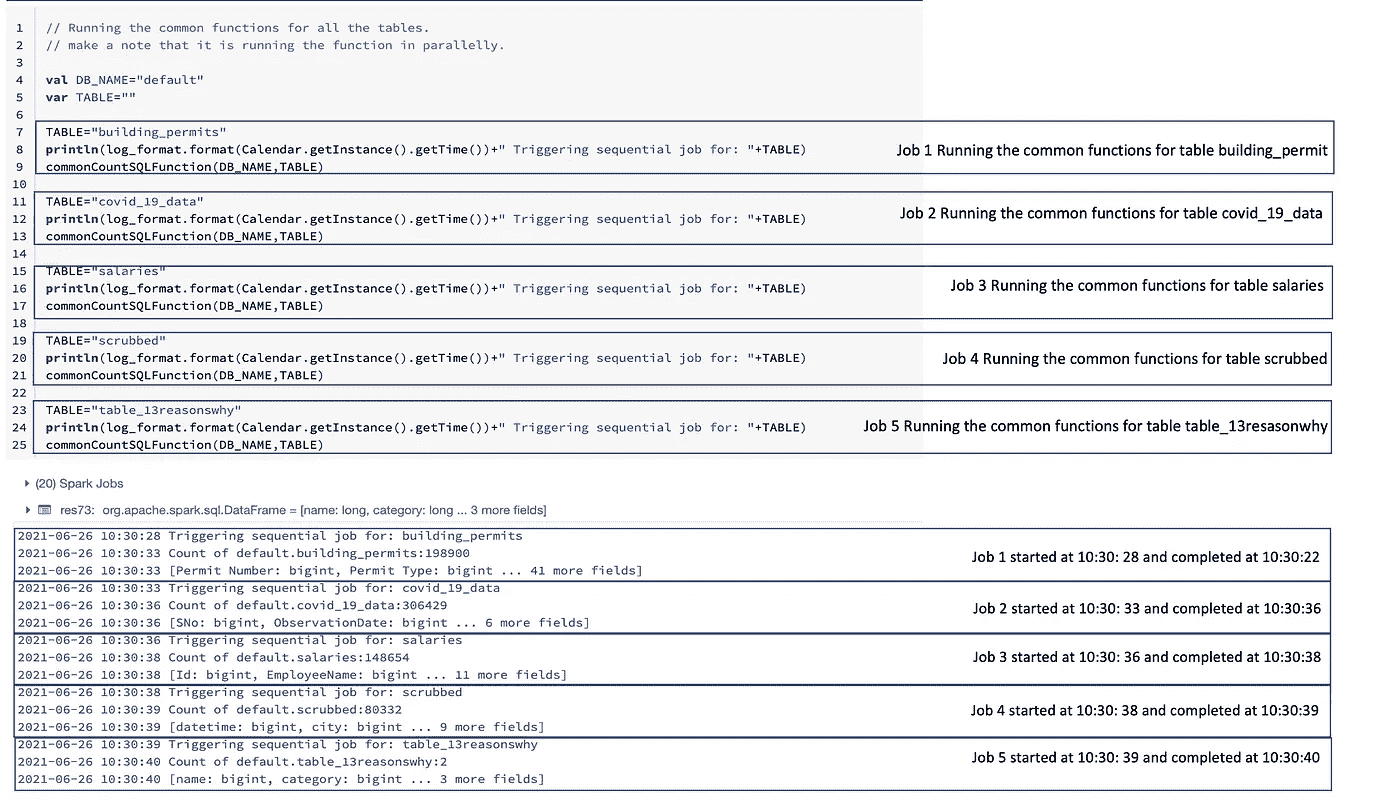 1 // Running the common functions for all the tables.
2 // make a note that it is running the function in parallelly.
3
4 val DB_NAME="default"
5 var TABLE=""
6
7 TABLE="building_permits"
8 println(log_format.format(Calendar.getInstance().getTime())+" Triggering sequential job for: "+TABLE) Job 1 Running the common functions for table building_permit
9 commonCountSQLFunction(DB_NAME,TABLE)
10
11 TABLE="covid_19_data"
12 println(log_format.format(Calendar.getInstance().getTime())+" Triggering sequential job for: "+TABLE) Job 2 Running the common functions for table covid_19_data
13 commonCountSQLFunction(DB_NAME,TABLE)
14
15 TABLE="salaries"
16 println(log_format.format(Calendar.getInstance().getTime())+" Triggering sequential job for: "+TABLE) Job 3 Running the common functions for table salaries
17 commonCountSQLFunction(DB_NAME,TABLE)
18
19 TABLE="scrubbed"
20 println(log_format.format(Calendar.getInstance().getTime())+" Triggering sequential job for: "+TABLE) Job 4 Running the common functions for table scrubbed
21 commonCountSQLFunction(DB_NAME,TABLE)
22
23 TABLE="table_13reasonswhy"
24 println(log_format.format(Calendar.getInstance().getTime())+" Triggering sequential job for: "+TABLE) Job 5 Running the common functions for table table_13resasonwhy
25 commonCountSQLFunction(DB_NAME,TABLE)
(20) Spark Jobs
res73: org.apache.spark.sql.DataFrame = [name: long, category: long ... 3 more fields]
2021-06-26 10:30:28 Triggering sequential job for: building_permits
2021-06-26 10:30:33 Count of default.building_permits:198900 Job 1 started at 10:30: 28 and completed at 10:30:22
2021-06-26 10:30:33 [Permit Number: bigint, Permit Type: bigint ... 41 more fields]
2021-06-26 10:30:33 Triggering sequential job for: covid_19_data
2021-06-26 10:30:36 Count of default.covid_19_data:306429 Job 2 started at 10:30: 33 and completed at 10:30:36
2021-06-26 10:30:36 [SNo: bigint, ObservationDate: bigint ... 6 more fields]
2021-06-26 10:30:36 Triggering sequential job for: salaries
2021-06-26 10:30:38 Count of default.salaries:148654 Job 3 started at 10:30: 36 and completed at 10:30:38
2021-06-26 10:30:38 [Id: bigint, EmployeeName: bigint ... 11 more fields]
2021-06-26 10:30:38 Triggering sequential job for: scrubbed
2021-06-26 10:30:39 Count of default.scrubbed:80332 Job 4 started at 10:30: 38 and completed at 10:30:39
2021-06-26 10:30:39 [datetime: bigint, city: bigint ... 9 more fields]
2021-06-26 10:30:39 Triggering sequential job for: table_13reasonswhy
2021-06-26 10:30:40 Count of default.table_13reasonswhy:2 Job 5 started at 10:30: 39 and completed at 10:30:40
2021-06-26 10:30:40 [name: bigint, category: bigint ... 3 more fields]